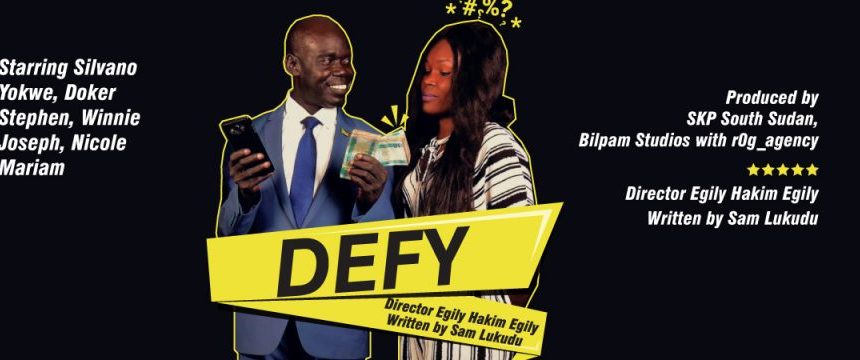 Starring Silvano
Yokwe, Doker
Stephen, Winnie
Joseph, Nicole
Mariam
*#%?*
DEFY
Director Egily Hakim Egily
Written by Sam Lukudu
Produced by
SKP South Sudan,
Bilpam Studios with r0g_agency
Director Egily Hakim Egily
Written by Sam Lukudu